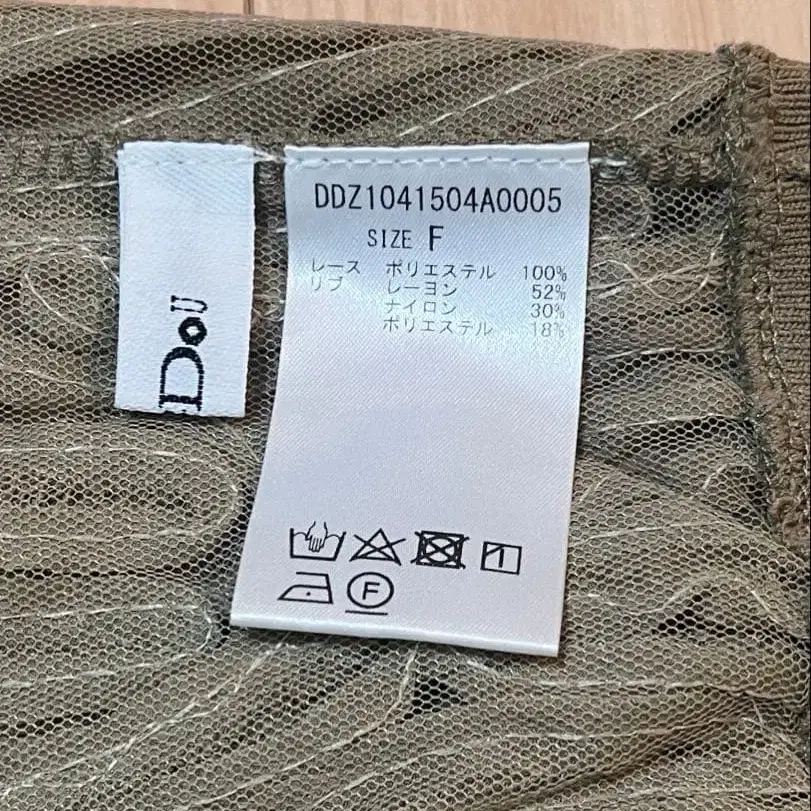 DDZ1041504A0005
SIZE F
レース ポリエステル 100%
リブ レーヨン 52%
ナイロン 30%
ポリエステル 18%
F